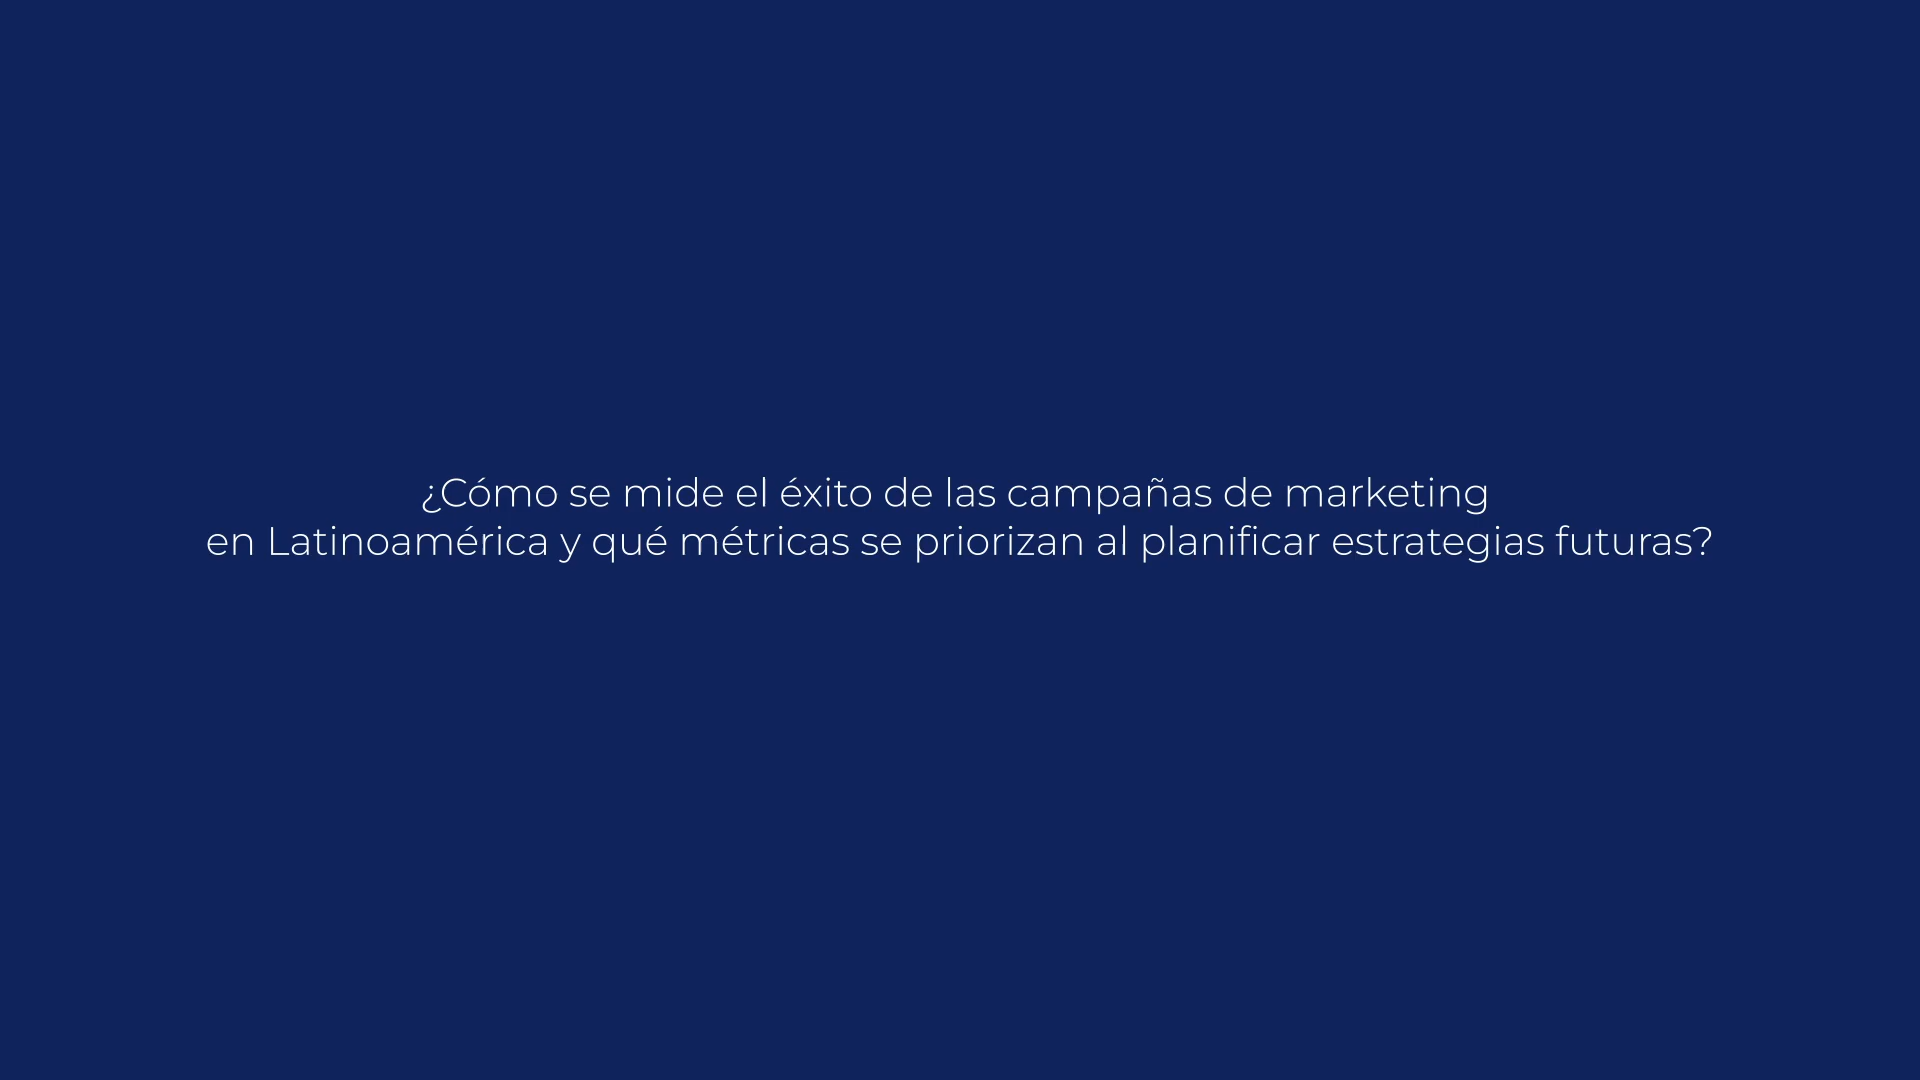 ¿Cómo se mide el éxito de las campañas de marketing
en Latinoamérica y qué métricas se priorizan al planificar estrategias futuras?